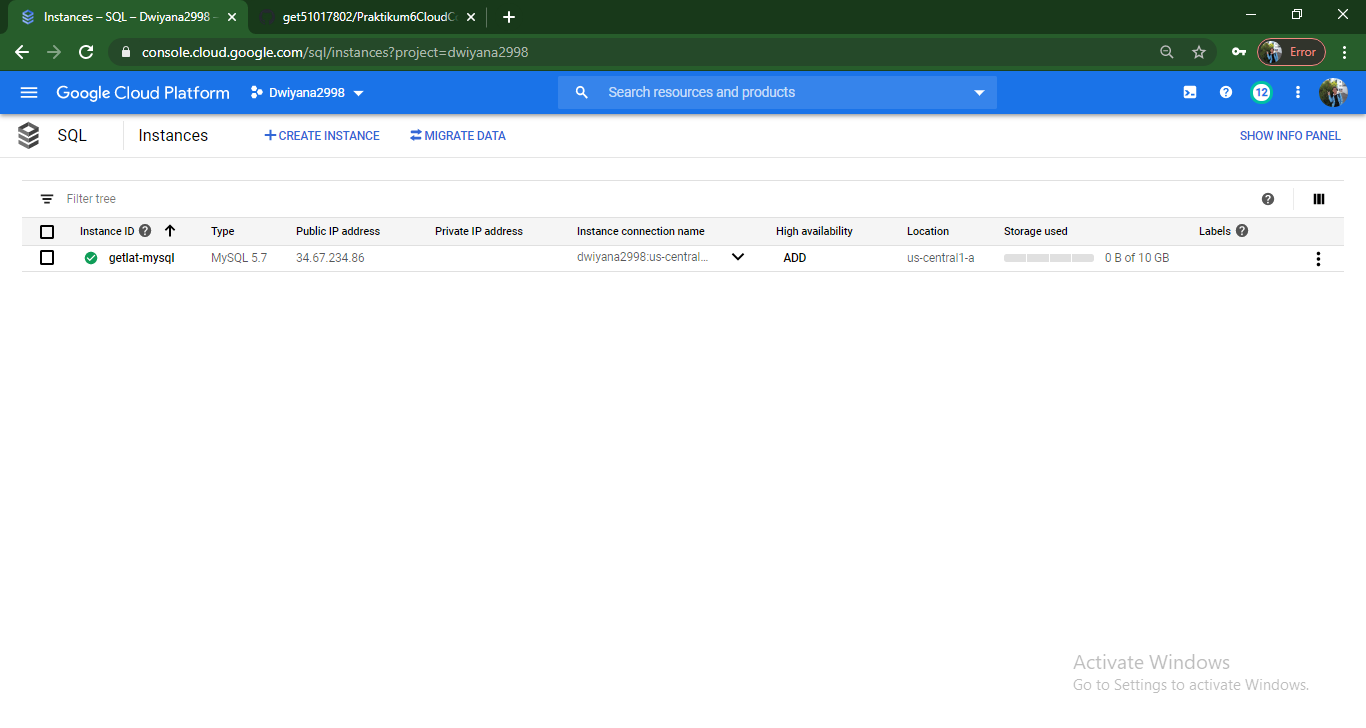 Instances – SQL – Dwiyana2998 –
get51017802/Praktikum6CloudCo
console.cloud.google.com/sql/instances?project=dwiyana2998
Error
Google Cloud Platform
Dwiyana2998
Search resources and products
12
SQL
Instances
CREATE INSTANCE
MIGRATE DATA
SHOW INFO PANEL
Filter tree
Instance ID Type Public IP address Private IP address Instance connection name High availability Location Storage used Labels
getlat-mysql MySQL 5.7 34.67.234.86 dwiyana2998:us-central... ADD us-central1-a 0 B of 10 GB
Activate Windows
Go to Settings to activate Windows.